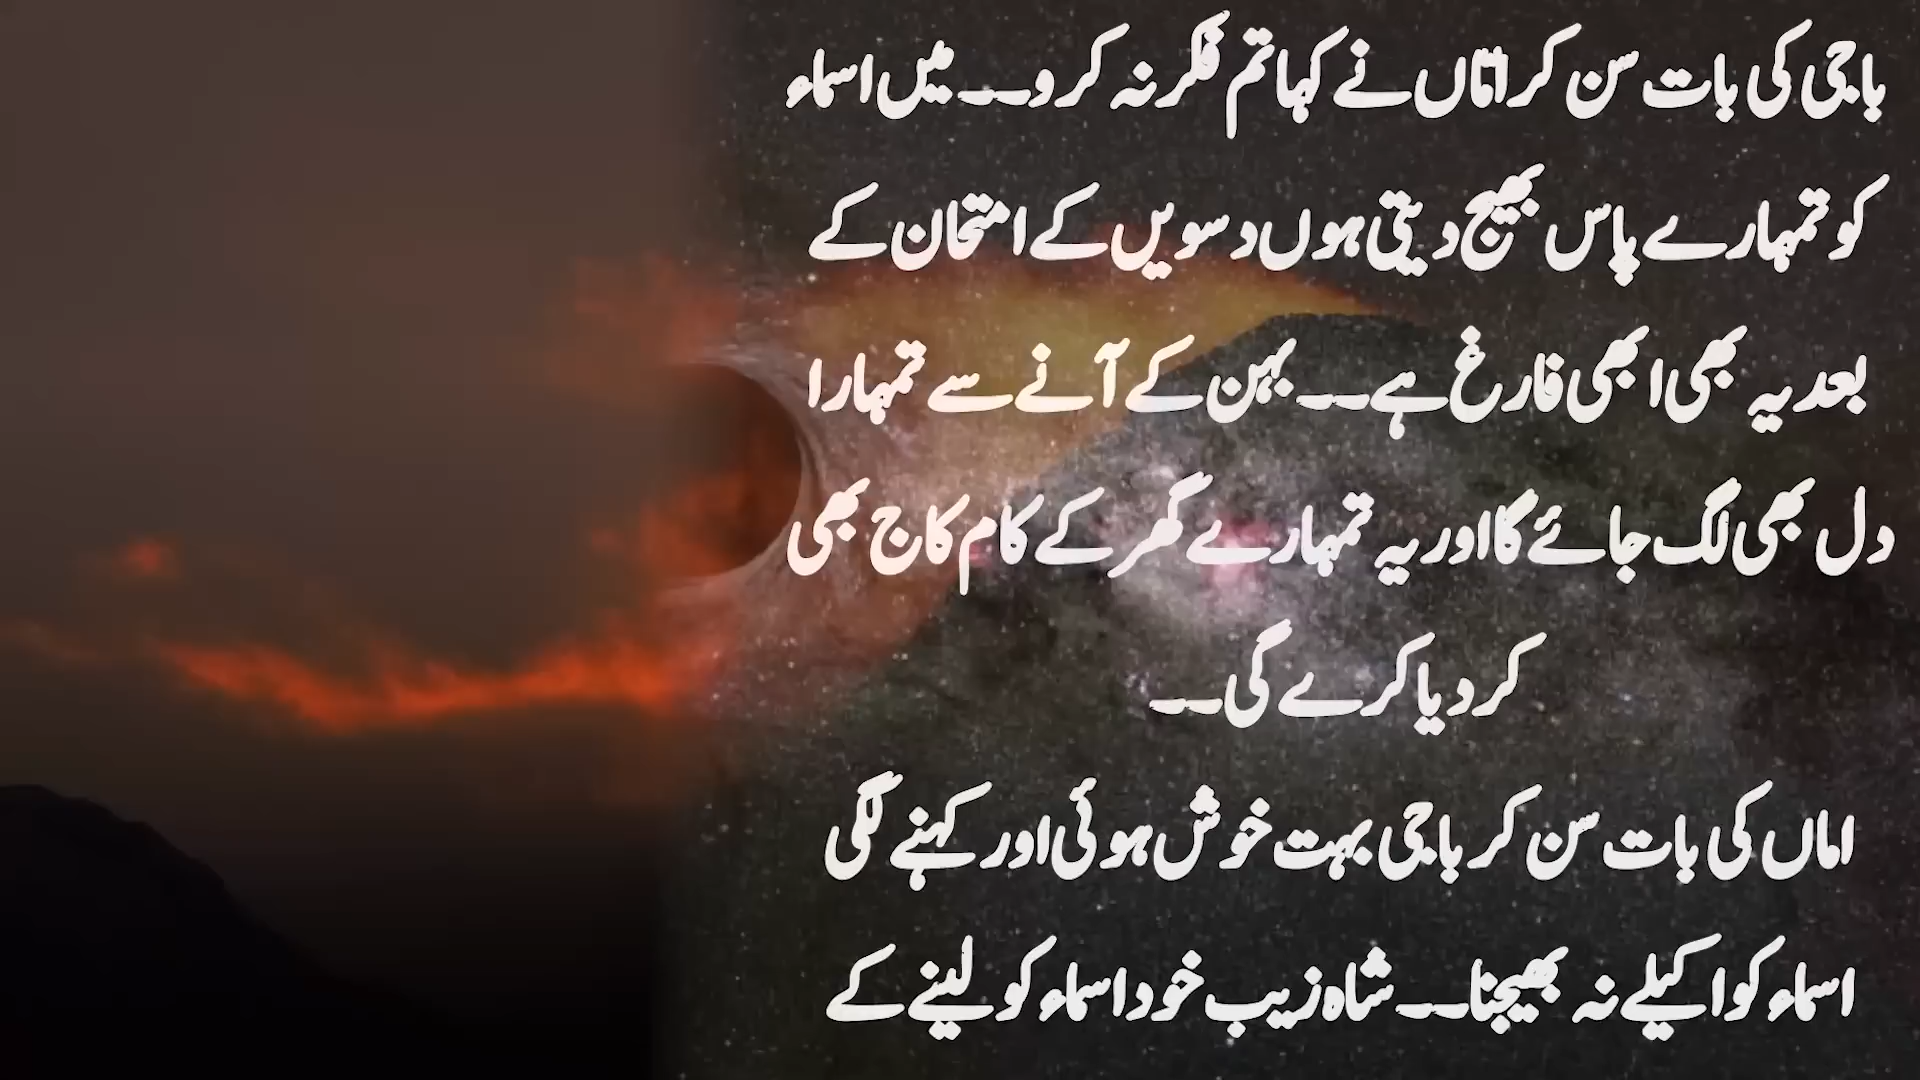 باجی کی بات سن کر امّاں نے کہا تم فکر نہ کرو۔۔۔ میں اسماء
کو تمہارے پاس بھیج دیتی ہوں دسویں کے امتحان کے
بعد یہ بھی ابھی فارغ ہے۔۔۔ بہن کے آنے سے تمہارا
دل بھی لگ جائے گا اور یہ تمہارے گھر کے کام کاج بھی
کر دیا کرے گی۔۔۔
اماں کی بات سن کر باجی بہت خوش ہوئی اور کہنے لگی
اسماء کو اکیلے نہ بھیجنا۔۔۔ شاہ زیب خود اسماء کو لینے کے